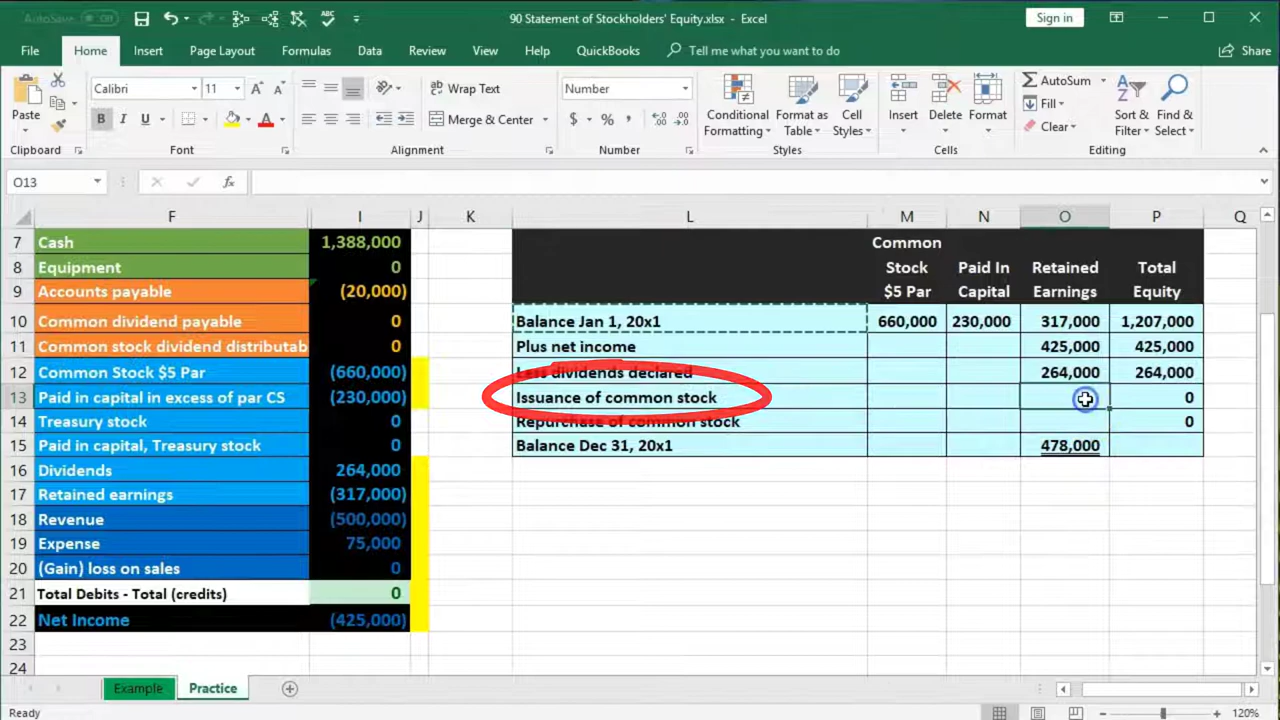 AutoSave Off 90 Statement of Stockholders' Equity.xlsx - Excel Sign in
File Home Insert Page Layout Formulas Data Review View Help QuickBooks Tell me what you want to do Share
Paste Calibri 11 A A Wrap Text Number Conditional Formatting Format as Table Cell Styles Insert Delete Format AutoSum Fill Clear Sort & Filter Find & Select
B I U A Merge & Center $ % ,
Clipboard Font Alignment Number Styles Cells Editing
O13 fx
F I J K L M N O P Q
7 Cash 1,388,000 Common
8 Equipment 0 Stock Paid In Retained Total
9 Accounts payable (20,000) $5 Par Capital Earnings Equity
10 Common dividend payable 0 Balance Jan 1, 20x1 660,000 230,000 317,000 1,207,000
11 Common stock dividend distributab 0 Plus net income 425,000 425,000
12 Common Stock $5 Par (660,000) Less dividends declared 264,000 264,000
13 Paid in capital in excess of par CS (230,000) Issuance of common stock 0
14 Treasury stock 0 Repurchase of common stock 0
15 Paid in capital, Treasury stock 0 Balance Dec 31, 20x1 478,000
16 Dividends 264,000
17 Retained earnings (317,000)
18 Revenue (500,000)
19 Expense 75,000
20 (Gain) loss on sales 0
21 Total Debits - Total (credits) 0
22 Net Income (425,000)
23
24
Example Practice
Ready 120%